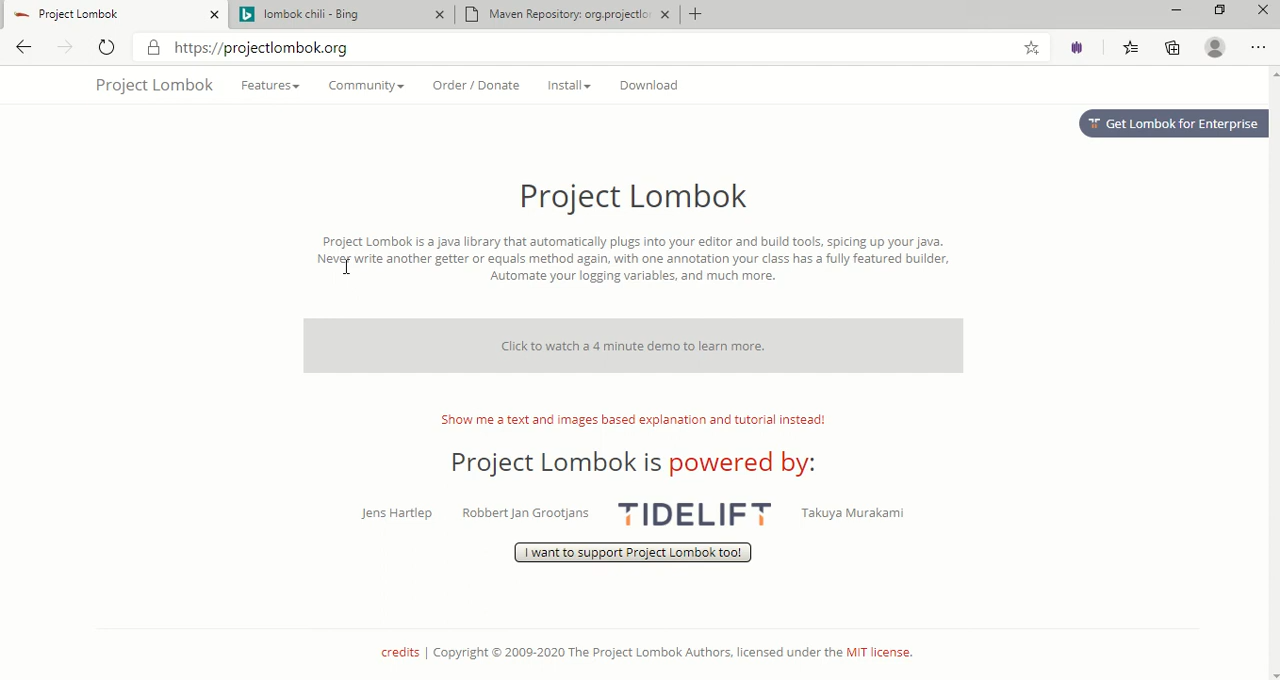 Project Lombok
lombok chili - Bing
Maven Repository: org.projectlo
https://projectlombok.org
Project Lombok Features Community Order / Donate Install Download
Get Lombok for Enterprise
Project Lombok
Project Lombok is a java library that automatically plugs into your editor and build tools, spicing up your java.
Never write another getter or equals method again, with one annotation your class has a fully featured builder,
Automate your logging variables, and much more.
Click to watch a 4 minute demo to learn more.
Show me a text and images based explanation and tutorial instead!
Project Lombok is powered by:
Jens Hartlep Robbert Jan Grootjans TIDELIFT Takuya Murakami
I want to support Project Lombok too!
credits | Copyright © 2009-2020 The Project Lombok Authors, licensed under the MIT license.